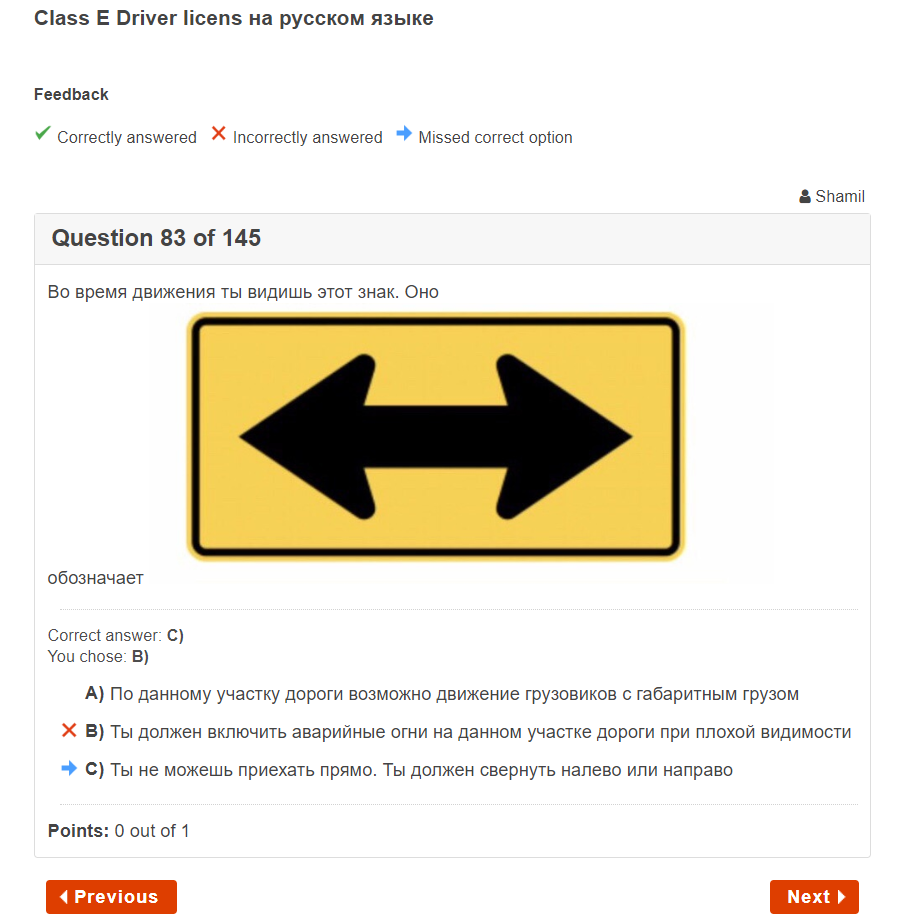 Class E Driver licens на русском языке
Feedback
Correctly answered Incorrectly answered Missed correct option
Shamil
Question 83 of 145
Во время движения ты видишь этот знак. Оно
обозначает
Correct answer: C)
You chose: B)
A) По данному участку дороги возможно движение грузовиков с габаритным грузом
B) Ты должен включить аварийные огни на данном участке дороги при плохой видимости
C) Ты не можешь приехать прямо. Ты должен свернуть налево или направо
Points: 0 out of 1
Previous Next